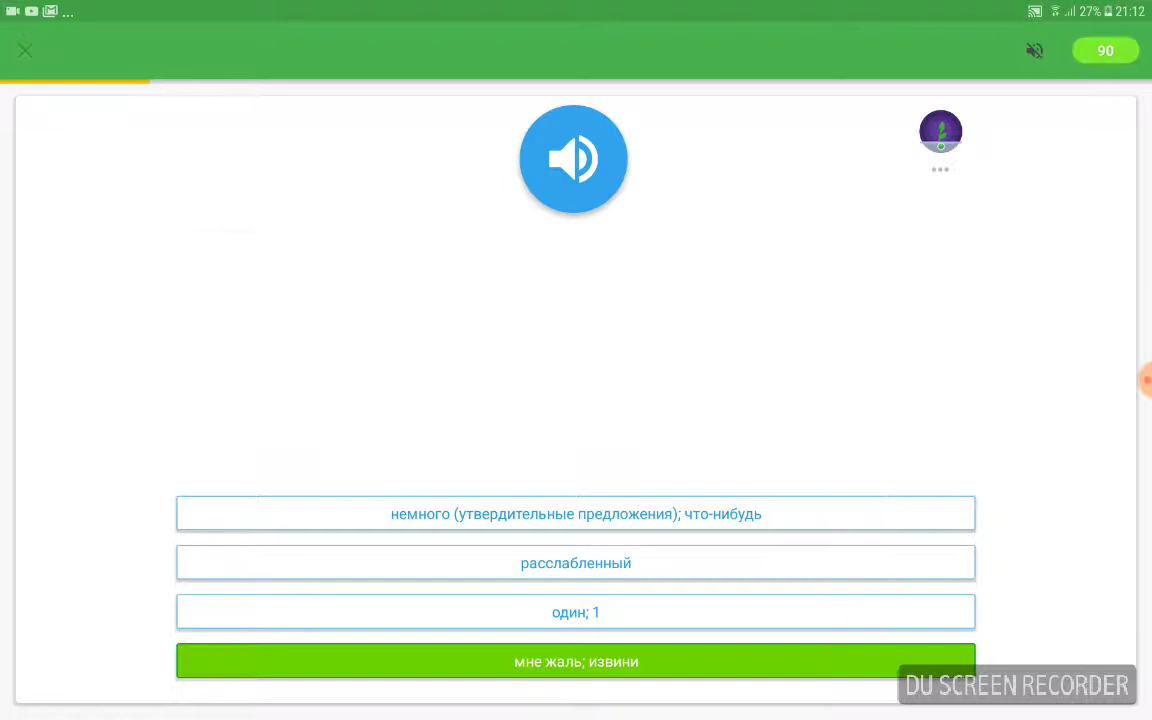 ... 27% 21:12
90
немного (утвердительные предложения); что-нибудь
расслабленный
один; 1
мне жаль; извини
DU SCREEN RECORDER